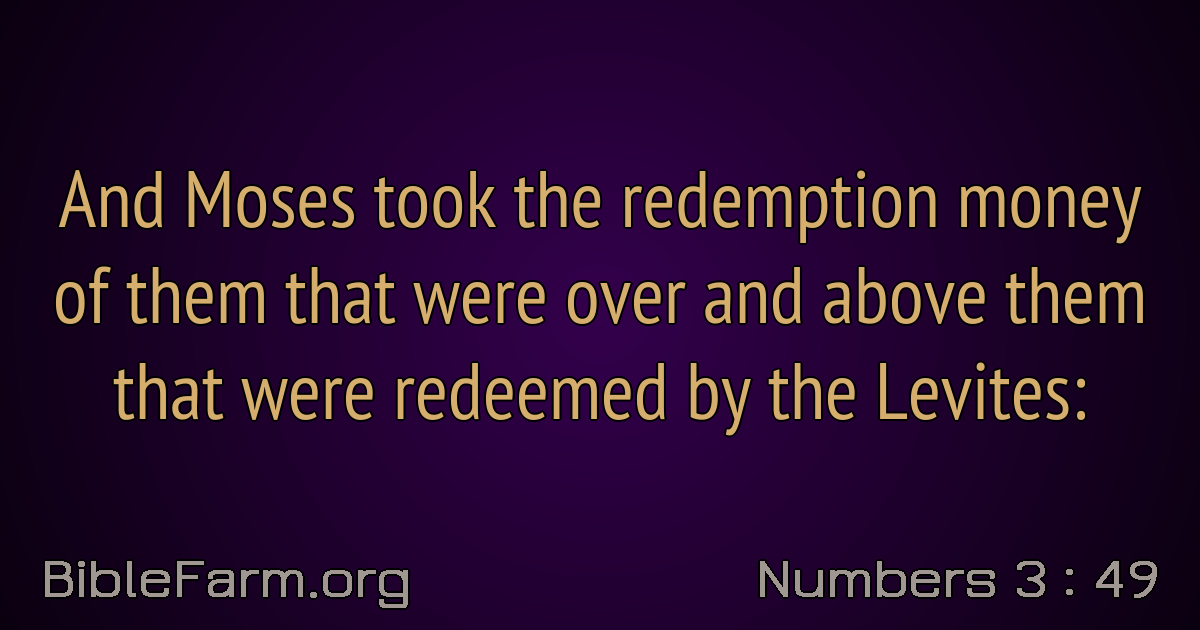 And Moses took the redemption money
of them that were over and above them
that were redeemed by the Levites:
BibleFarm.org
Numbers 3 : 49